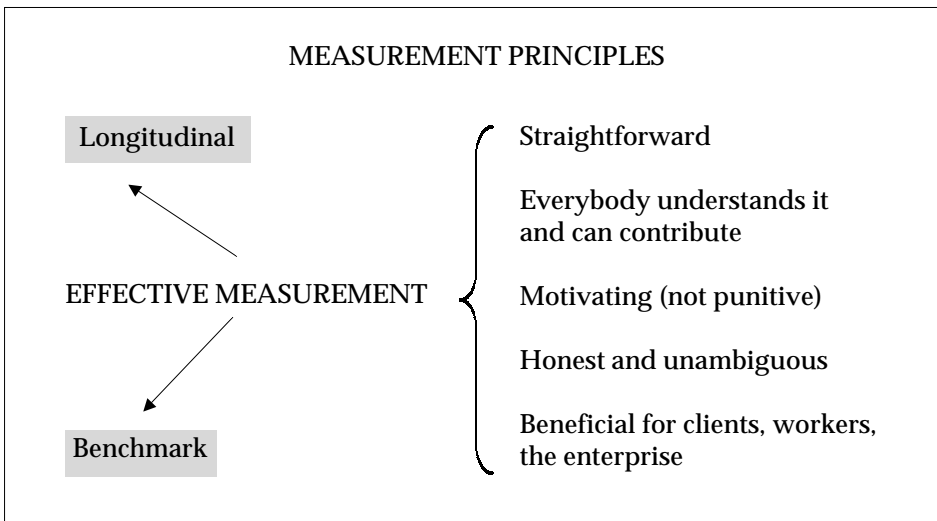 MEASUREMENT PRINCIPLES
Longitudinal
EFFECTIVE MEASUREMENT
Benchmark
Straightforward
Everybody understands it
and can contribute
Motivating (not punitive)
Honest and unambiguous
Beneficial for clients, workers,
the enterprise